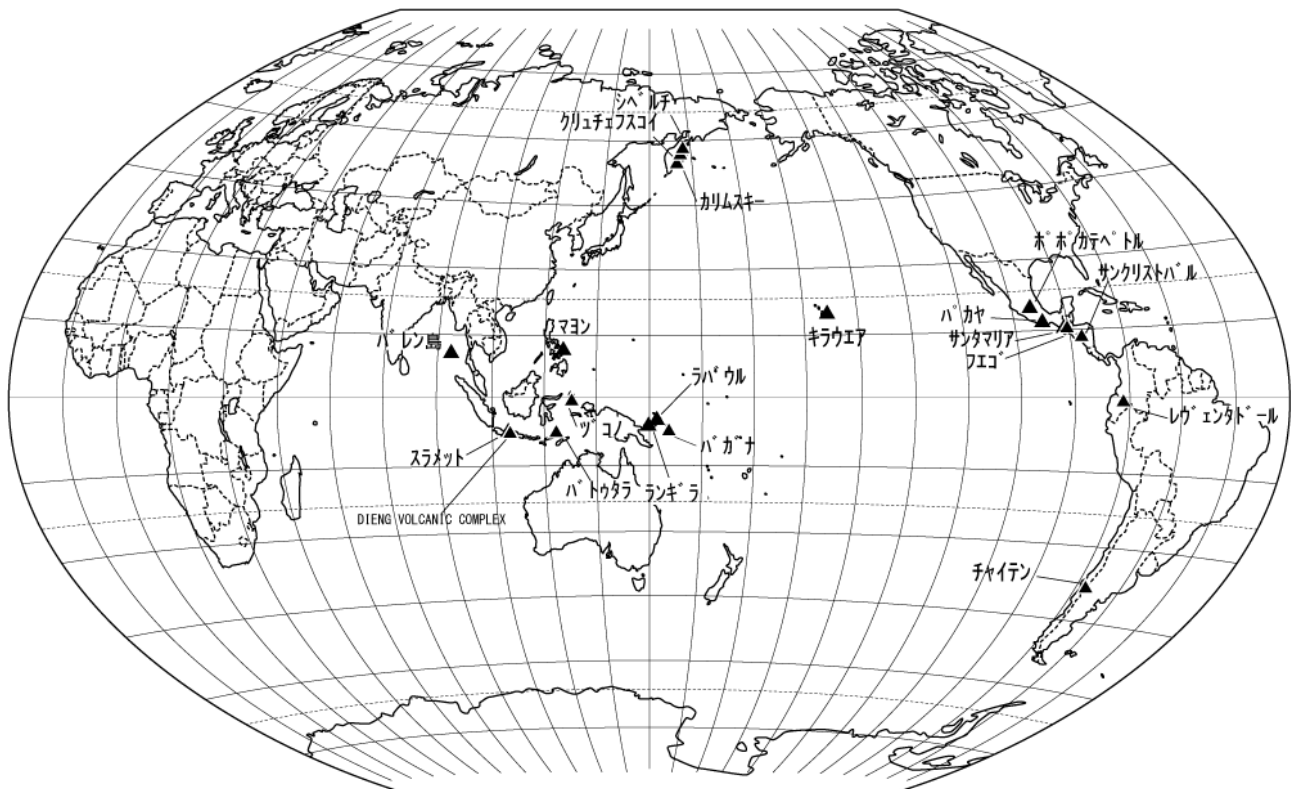 シベルチ
クリュチェフスコイ
カリムスキー
ポポカテペトル
サンクリストバル
パカヤ
サンタマリア
フエゴ
キラウエア
マヨン
バレン島
ラバウル
レヴェンタドール
バガナ
スラメット
バトゥタラ
ランギラ
DIENG VOLCANIC COMPLEX
チャイテン